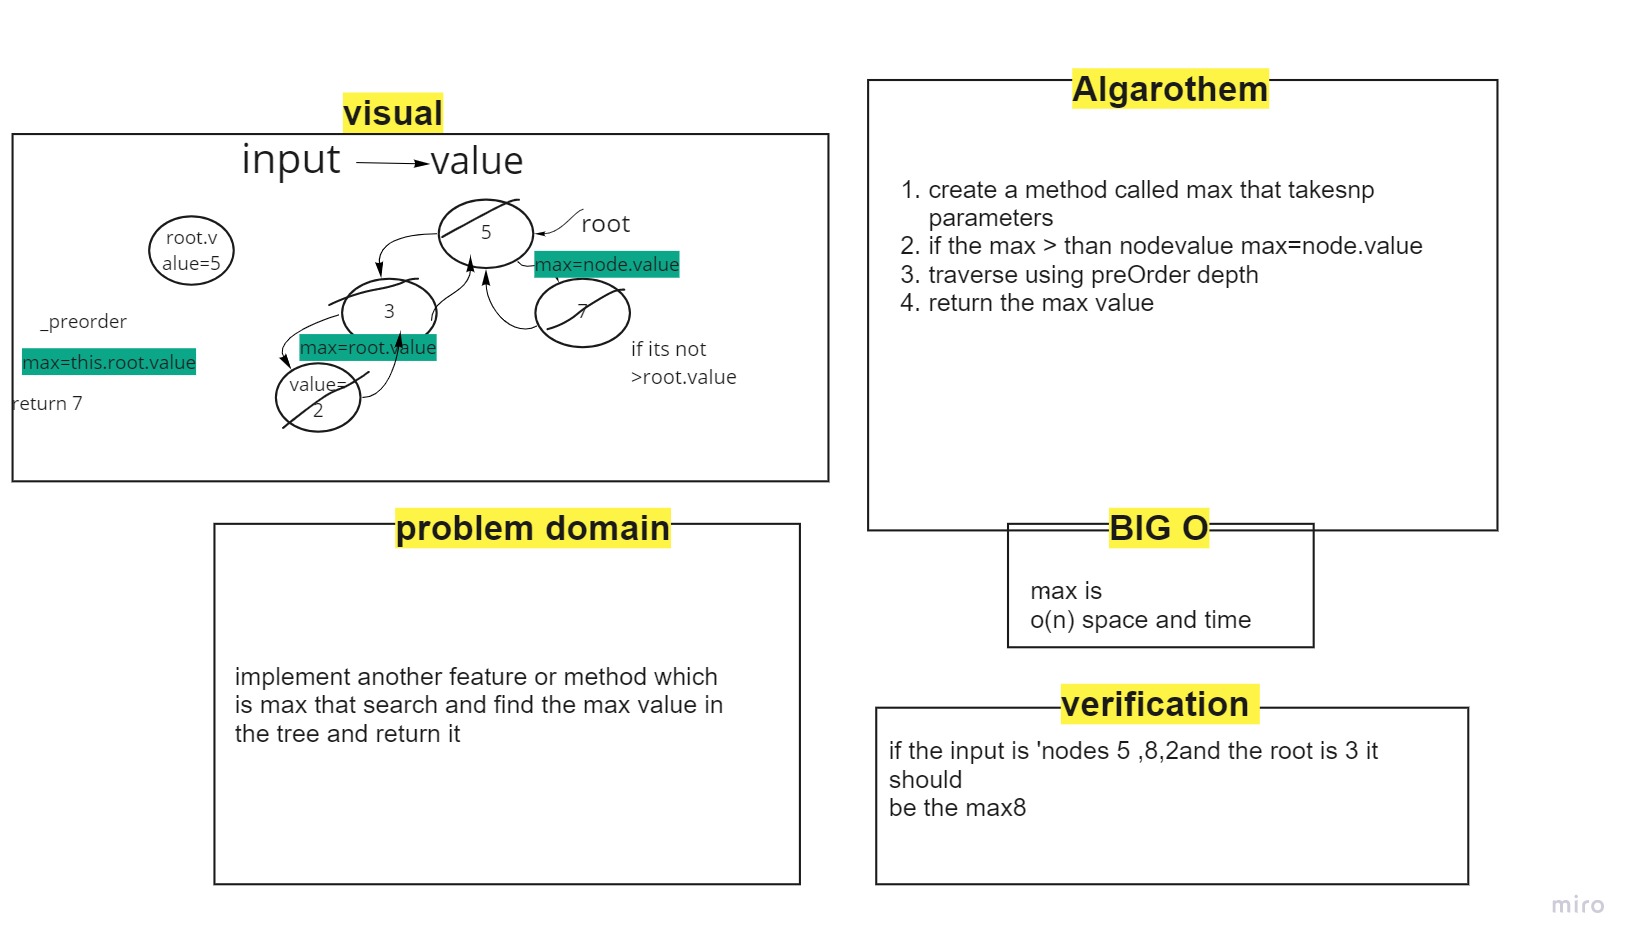 visual
input
value
root.v
alue=5
5
root
max=node.value
3
7
_preorder
max=root.value
if its not
>root.value
max=this.root.value
value=
2
return 7
Algarothem
1. create a method called max that takesnp
parameters
2. if the max > than nodevalue max=node.value
3. traverse using preOrder depth
4. return the max value
problem domain
implement another feature or method which
is max that search and find the max value in
the tree and return it
BIG O
max is
o(n) space and time
verification
if the input is 'nodes 5 ,8,2and the root is 3 it
should
be the max8
miro